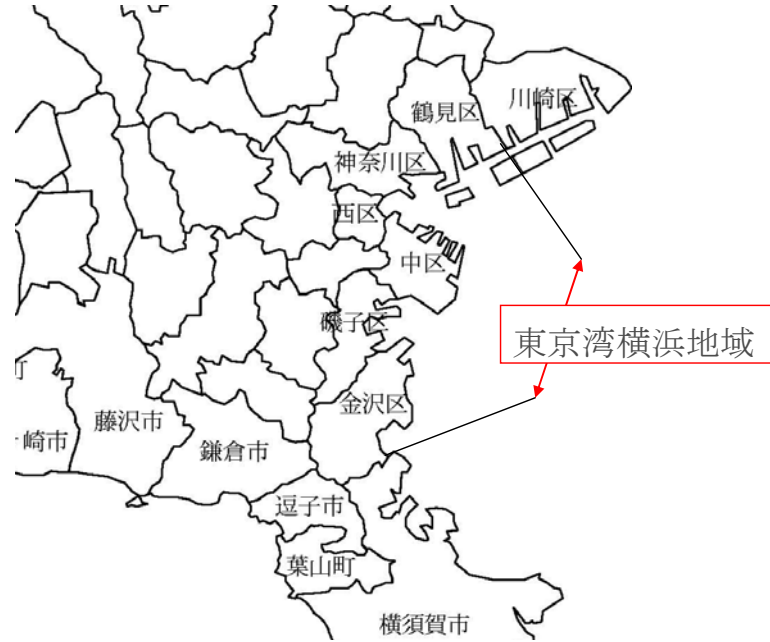 川崎区
鶴見区
神奈川区
西区
中区
磯子区
東京湾横浜地域
金沢区
藤沢市
崎市
鎌倉市
逗子市
葉山町
横須賀市